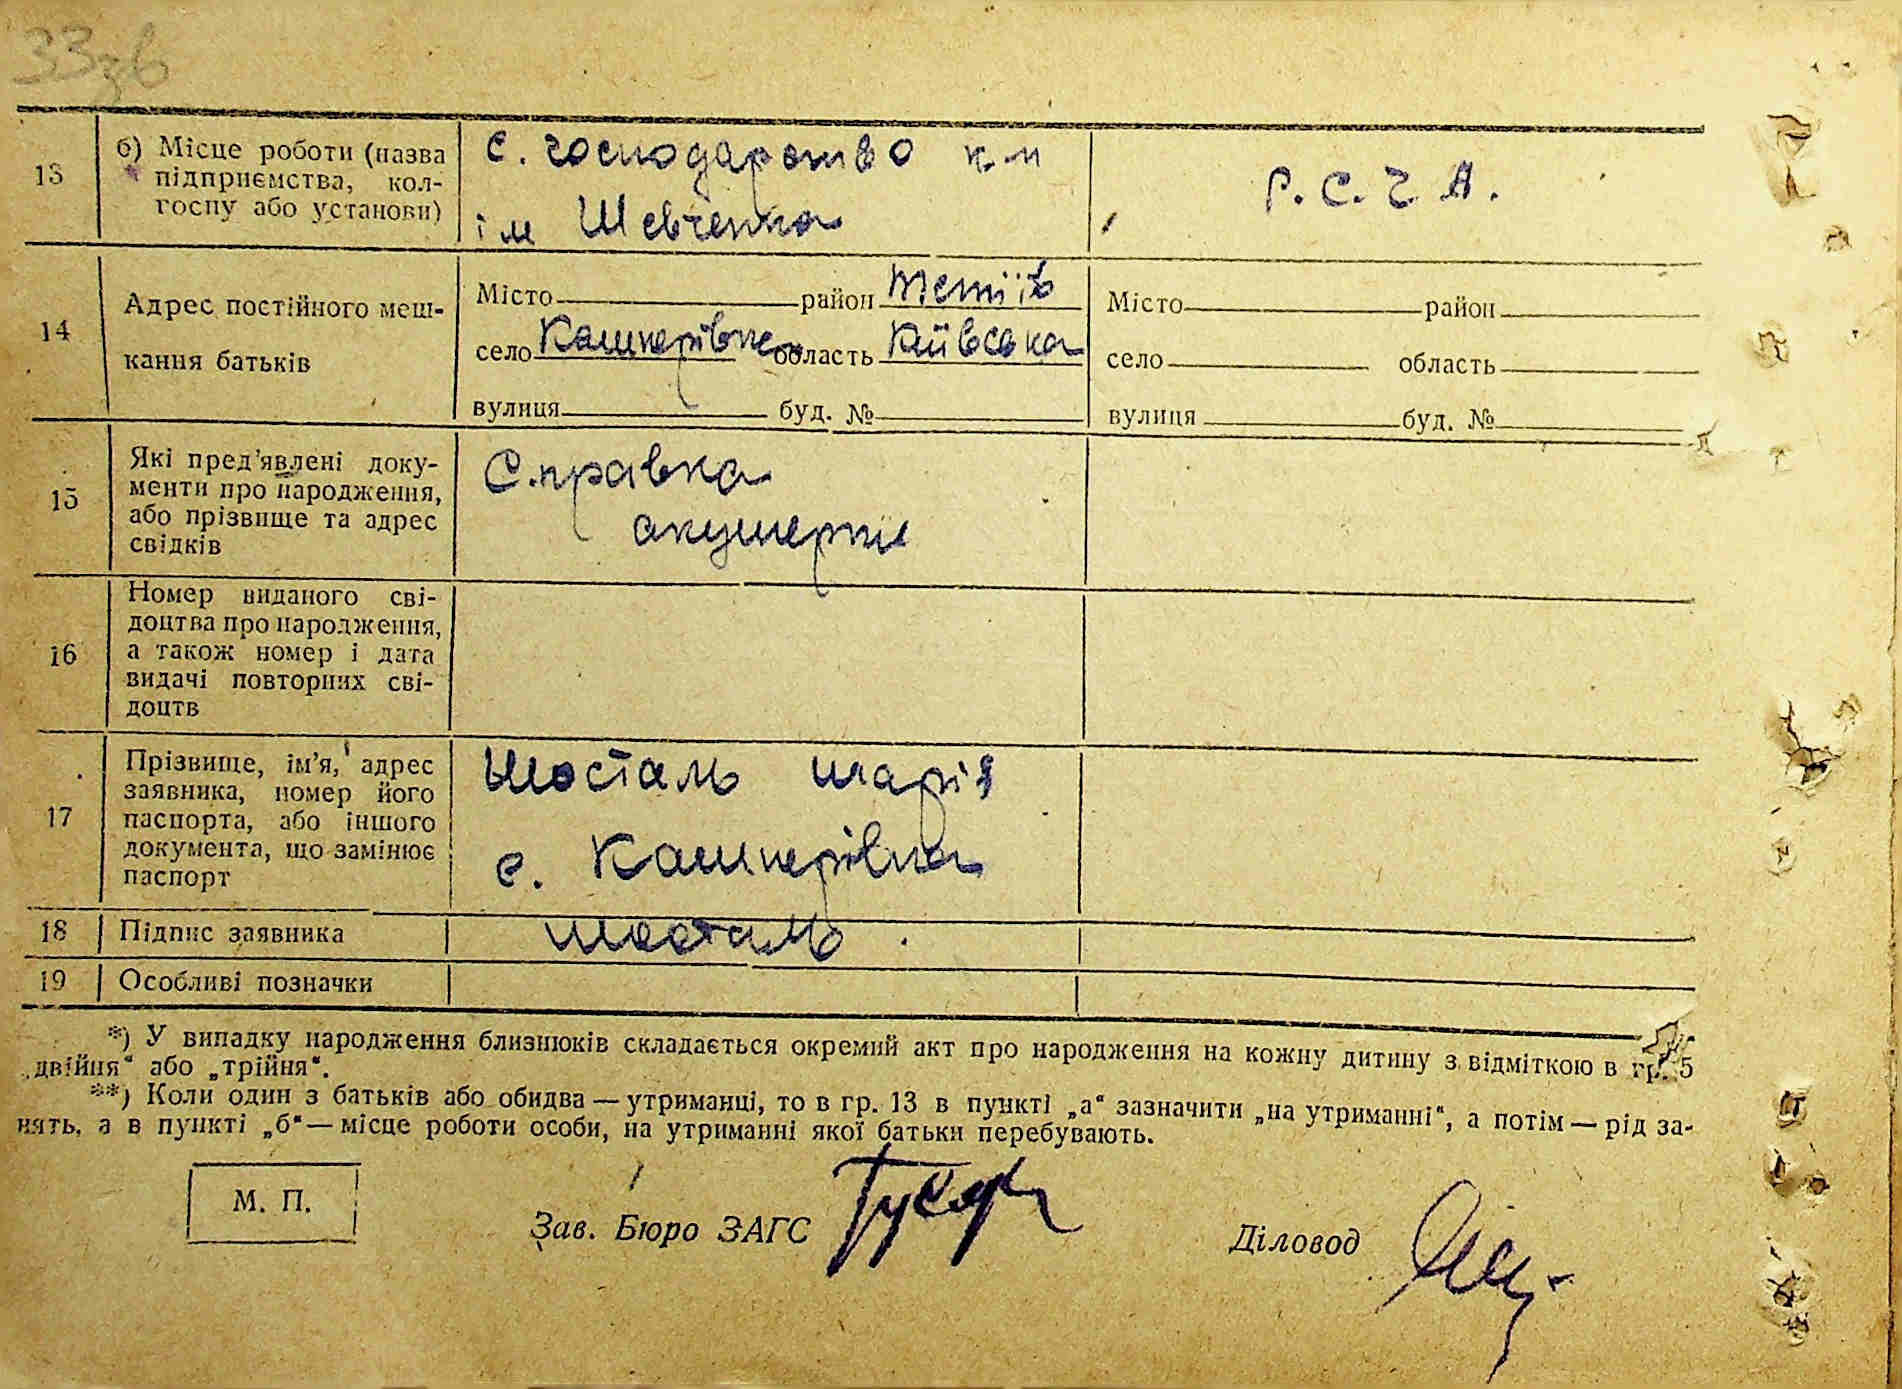 33зв
13 б) Місце роботи (назва підприємства, кол-
госпу або установи)
с. господарство к-п
ім Шевченка
Р.С.Ч.А.
14 Адрес постійного меш-
кання батьків
Місто район Тетіїв
село Кашперівка область Київська
вулиця буд. №
Місто район
село область
вулиця буд. №
15 Які пред’явлені доку-
менти про народження,
або прізвище та адрес
свідків
Справка
акушерки
16 Номер виданого сві-
доцтва про народження,
а також номер і дата
видачі повторних сві-
доцтв
17 Прізвище, ім’я, адрес
заявника, номер його
паспорта, або іншого
документа, що замінює
паспорт
Шосталь Марія
с. Кашперівка
18 Підпис заявника
Шосталь
19 Особливі позначки
*) У випадку народження близнюків складається окремий акт про народження на кожну дитину з відміткою в гр. 5
„двійня“ або „трійня“.
**) Коли один з батьків або обидва — утриманці, то в гр. 13 в пункті „а“ зазначити „на утриманні“, а потім — рід за-
нять, а в пункті „б“ — місце роботи особи, на утриманні якої батьки перебувають.
М. П.
Зав. Бюро ЗАГС
Діловод